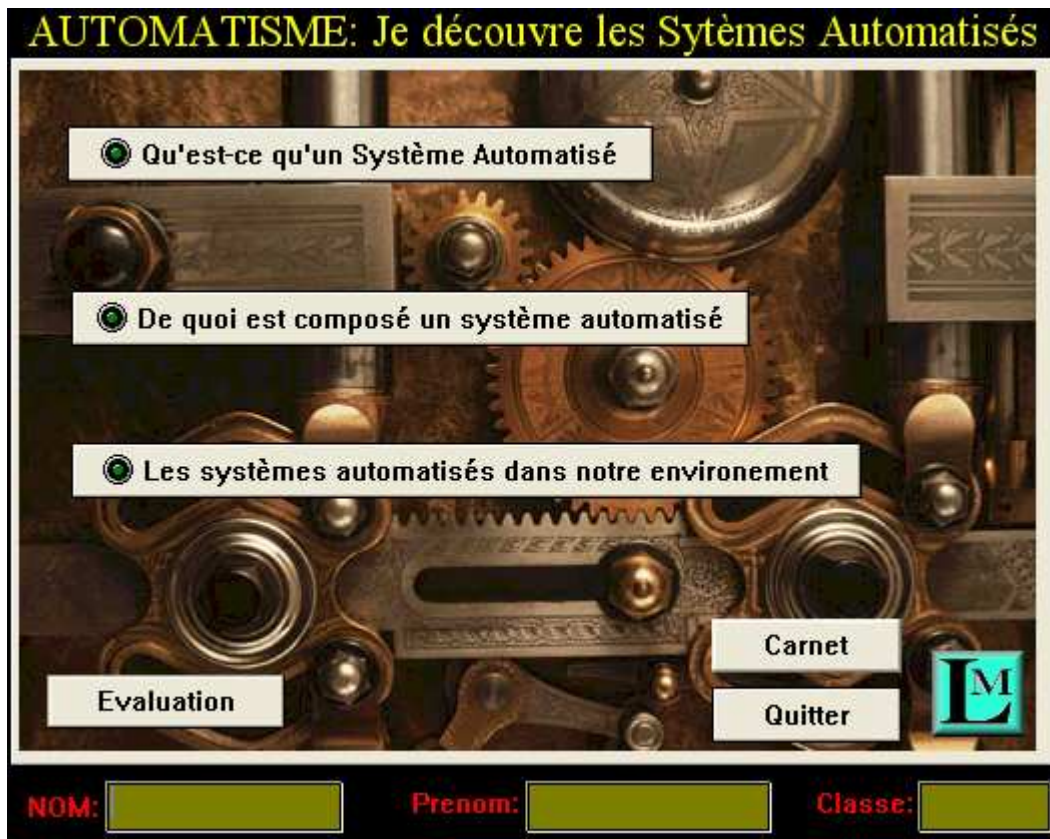 AUTOMATISME: Je découvre les Sytèmes Automatisés
Qu'est-ce qu'un Système Automatisé
De quoi est composé un système automatisé
Les systèmes automatisés dans notre environement
Carnet
Evaluation
Quitter
LM
NOM:
Prenom:
Classe: